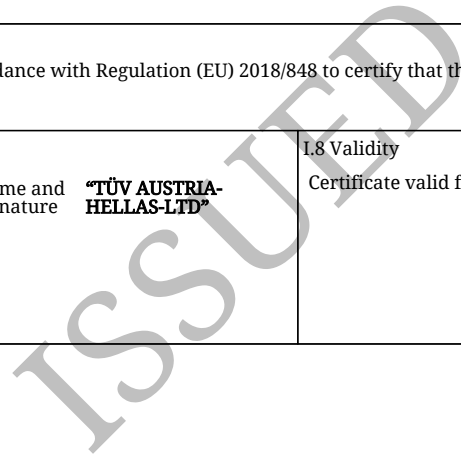 dance with Regulation (EU) 2018/848 to certify that th
I.8 Validity
me and “TÜV AUSTRIA-
nature HELLAS-LTD”
Certificate valid f
ISSUED